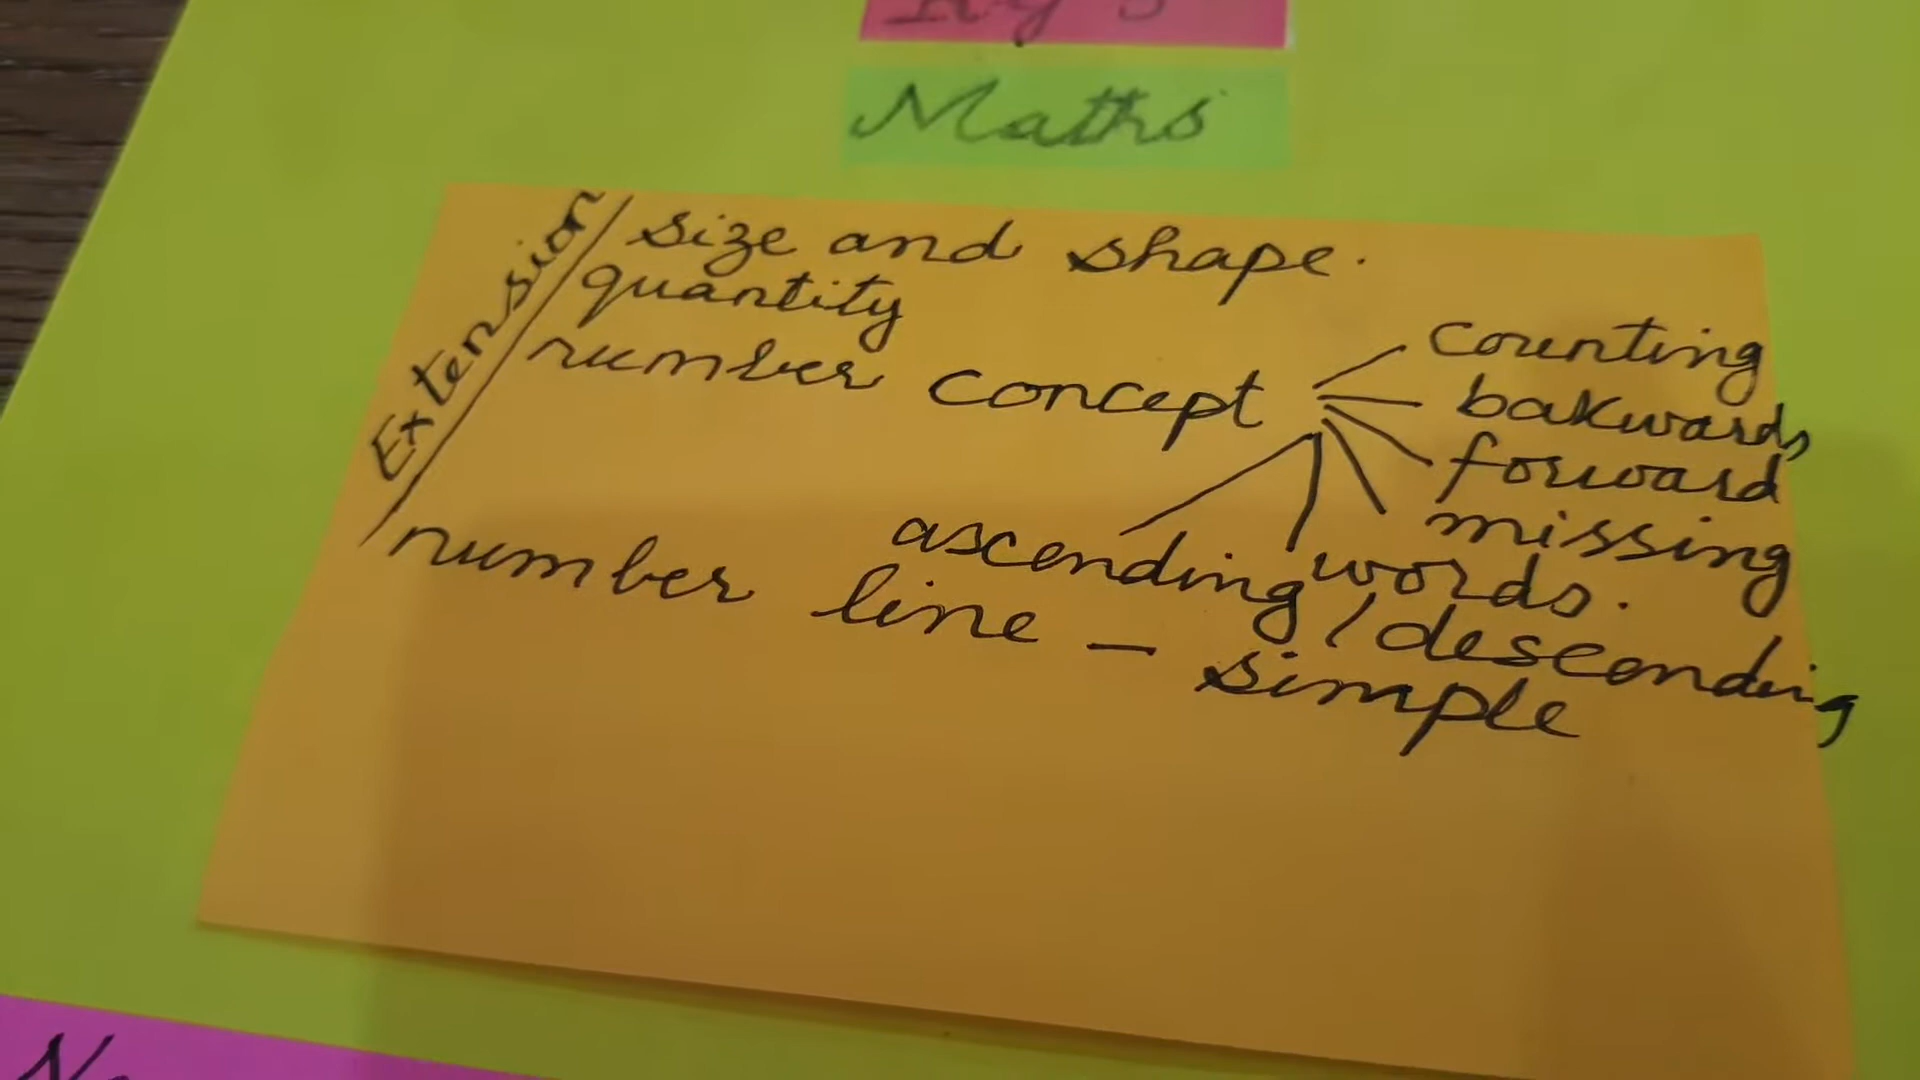 Maths
Extension
size and shape.
quantity
number concept
counting
bakwards
forward
missing
words.
ascending / descending
number line - simple